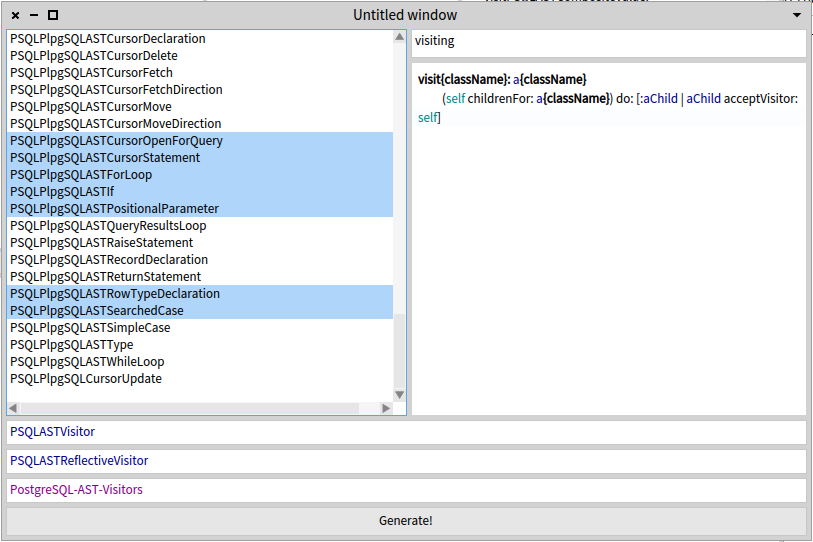 Untitled window
PSQLPlpgSQLASTCursorDeclaration
PSQLPlpgSQLASTCursorDelete
PSQLPlpgSQLASTCursorFetch
PSQLPlpgSQLASTCursorFetchDirection
PSQLPlpgSQLASTCursorMove
PSQLPlpgSQLASTCursorMoveDirection
PSQLPlpgSQLASTCursorOpenForQuery
PSQLPlpgSQLASTCursorStatement
PSQLPlpgSQLASTForLoop
PSQLPlpgSQLASTIf
PSQLPlpgSQLASTPositionalParameter
PSQLPlpgSQLASTQueryResultsLoop
PSQLPlpgSQLASTRaiseStatement
PSQLPlpgSQLASTRecordDeclaration
PSQLPlpgSQLASTReturnStatement
PSQLPlpgSQLASTRowTypeDeclaration
PSQLPlpgSQLASTSearchedCase
PSQLPlpgSQLASTSimpleCase
PSQLPlpgSQLASTType
PSQLPlpgSQLASTWhileLoop
PSQLPlpgSQLCursorUpdate
visiting
visit{className}: a{className}
(self childrenFor: a{className}) do: [:aChild | aChild acceptVisitor:
self]
PSQLASTVisitor
PSQLASTReflectiveVisitor
PostgreSQL-AST-Visitors
Generate!